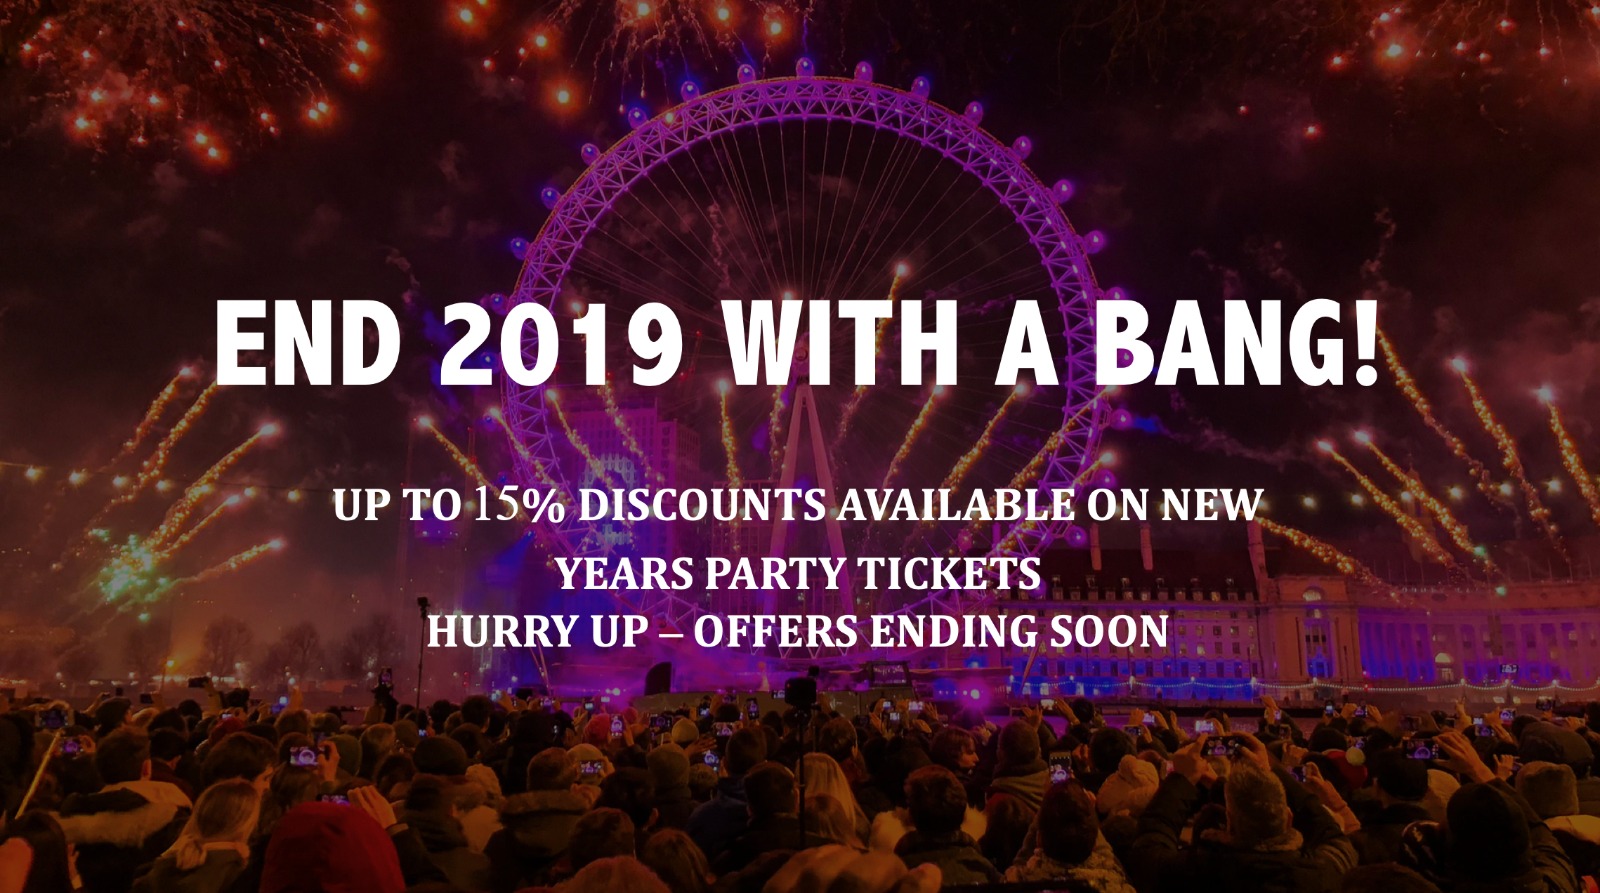 END 2019 WITH A BANG!
UP TO 15% DISCOUNTS AVAILABLE ON NEW
YEARS PARTY TICKETS
HURRY UP – OFFERS ENDING SOON